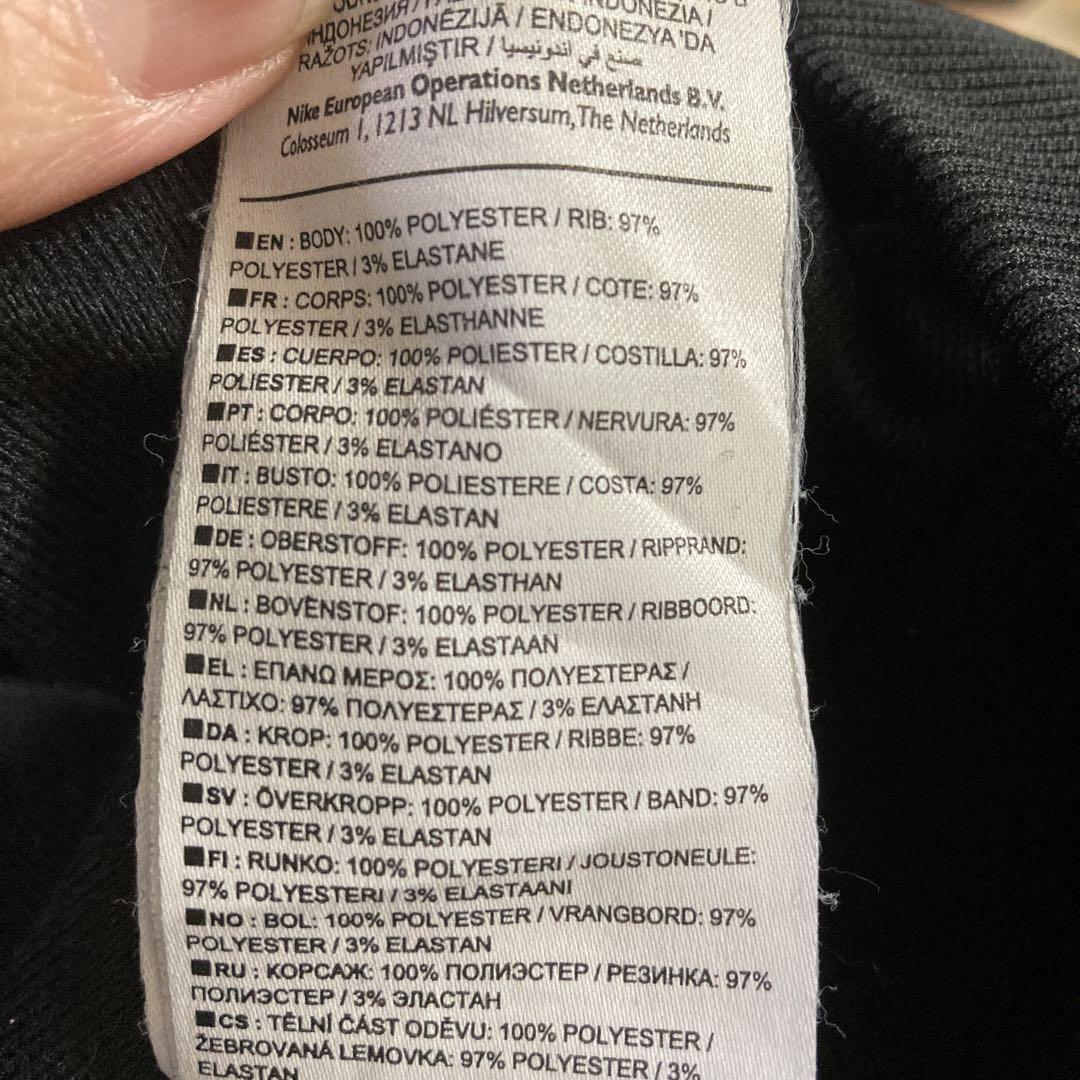 INDONEZIA /
RAŽOTS: INDONĒZIJĀ / ENDONEZYA'DA
YAPILMIŞTIR / صنع في اندونيسيا
Nike European Operations Netherlands B.V.
Colosseum 1, 1213 NL Hilversum, The Netherlands
■EN : BODY: 100% POLYESTER / RIB: 97%
POLYESTER / 3% ELASTANE
■FR : CORPS: 100% POLYESTER / COTE: 97%
POLYESTER / 3% ELASTHANNE
■ES : CUERPO: 100% POLIESTER / COSTILLA: 97%
POLIESTER / 3% ELASTAN
■PT : CORPO: 100% POLIÉSTER / NERVURA: 97%
POLIÉSTER / 3% ELASTANO
■IT : BUSTO: 100% POLIESTERE / COSTA: 97%
POLIESTERE / 3% ELASTAN
■DE : OBERSTOFF: 100% POLYESTER / RIPPRAND:
97% POLYESTER / 3% ELASTHAN
■NL : BOVENSTOF: 100% POLYESTER / RIBBOORD:
97% POLYESTER / 3% ELASTAAN
■EL : ΕΠΑΝΩ ΜΕΡΟΣ: 100% ΠΟΛΥΕΣΤΕΡΑΣ /
ΛΑΣΤΙΧΟ: 97% ΠΟΛΥΕΣΤΕΡΑΣ / 3% ΕΛΑΣΤΑΝΗ
■DA : KROP: 100% POLYESTER / RIBBE: 97%
POLYESTER / 3% ELASTAN
■SV : ÖVERKROPP: 100% POLYESTER / BAND: 97%
POLYESTER / 3% ELASTAN
■FI : RUNKO: 100% POLYESTERI / JOUSTONEULE:
97% POLYESTERI / 3% ELASTAANI
■NO : BOL: 100% POLYESTER / VRANGBORD: 97%
POLYESTER / 3% ELASTAN
■RU : КОРСАЖ: 100% ПОЛИЭСТЕР / РЕЗИНКА: 97%
ПОЛИЭСТЕР / 3% ЭЛАСТАН
■CS : TĚLNÍ ČÁST ODĚVU: 100% POLYESTER /
ŽEBROVANÁ LEMOVKA: 97% POLYESTER / 3%
ELASTAN